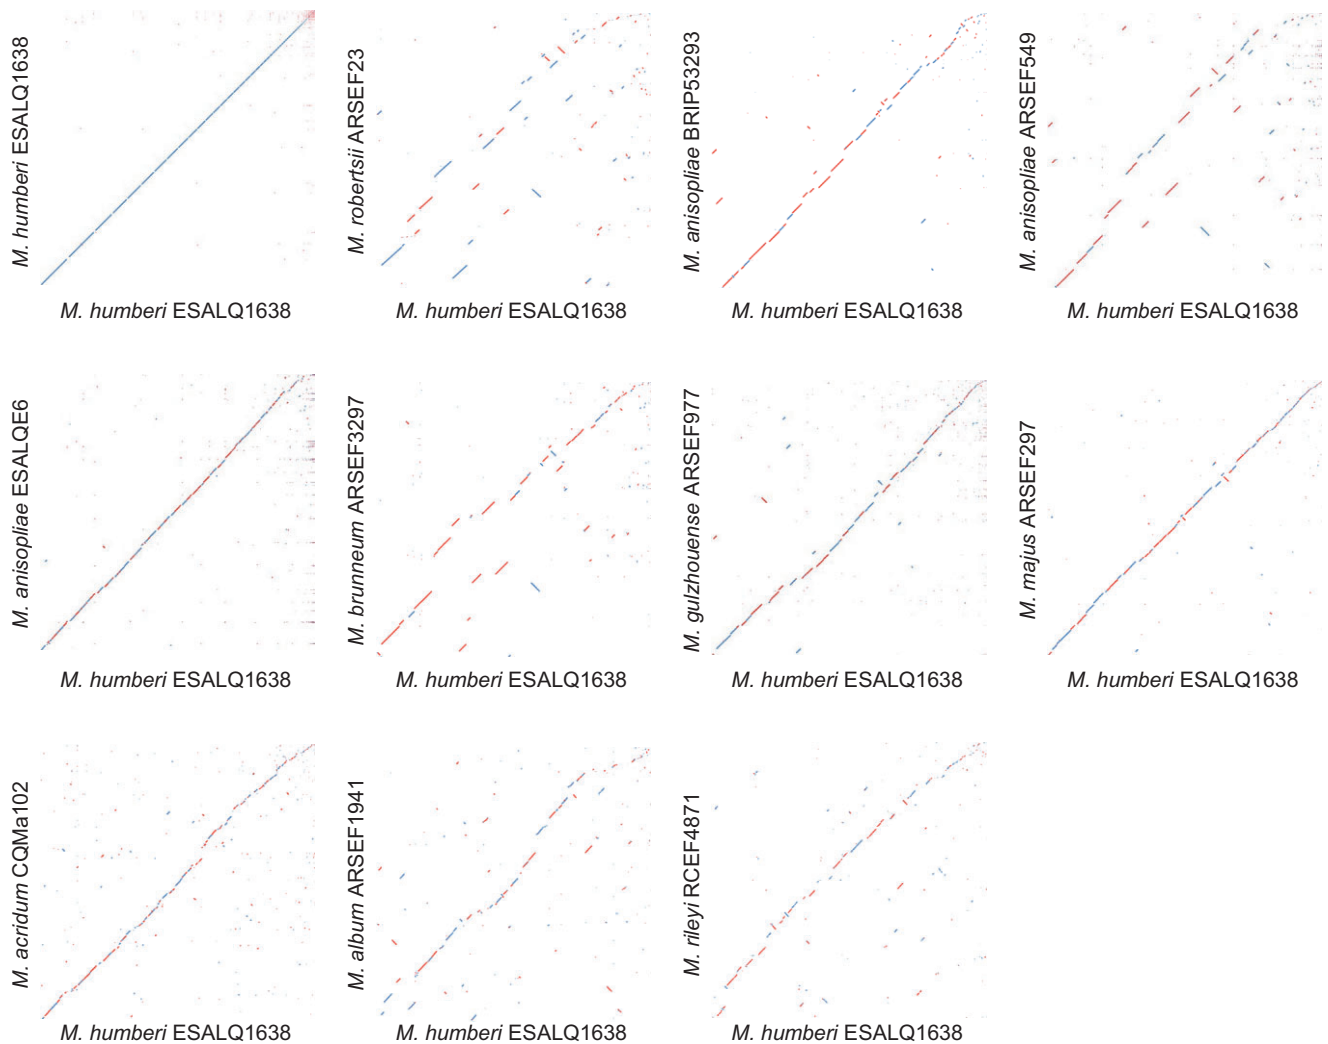 M. humberi ESALQ1638
M. humberi ESALQ1638
M. robertsii ARSEF23
M. humberi ESALQ1638
M. anisopliae BRIP53293
M. humberi ESALQ1638
M. anisopliae ARSEF549
M. humberi ESALQ1638
M. anisopliae ESALQE6
M. humberi ESALQ1638
M. brunneum ARSEF3297
M. humberi ESALQ1638
M. gulzhouense ARSEF977
M. humberi ESALQ1638
M. majus ARSEF297
M. humberi ESALQ1638
M. acridum CQMa102
M. humberi ESALQ1638
M. album ARSEF1941
M. humberi ESALQ1638
M. rileyi RCEF4871
M. humberi ESALQ1638